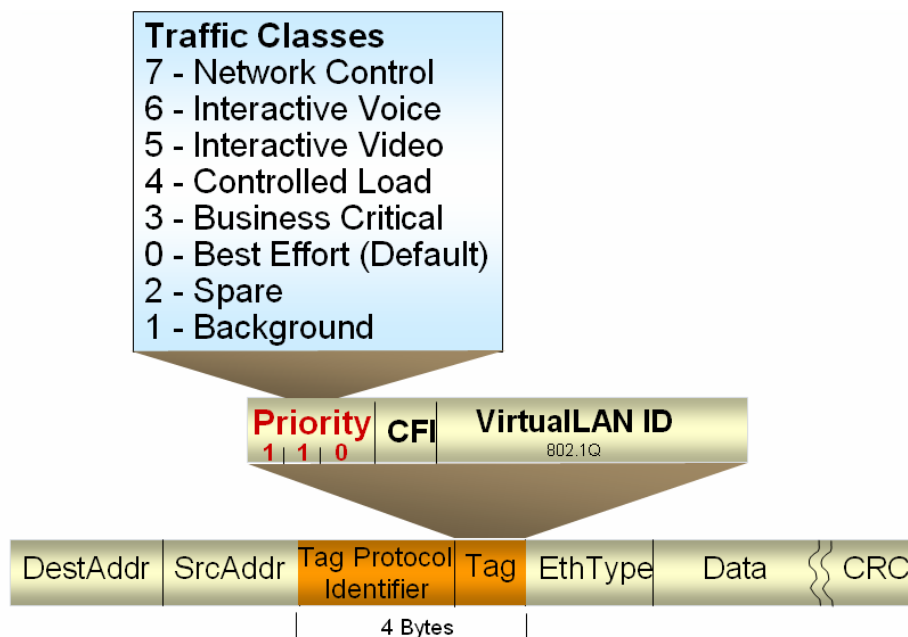 Traffic Classes
7 - Network Control
6 - Interactive Voice
5 - Interactive Video
4 - Controlled Load
3 - Business Critical
0 - Best Effort (Default)
2 - Spare
1 - Background
Priority
1 1 0
CFI
VirtualLAN ID
802.1Q
DestAddr
SrcAddr
Tag Protocol
Identifier
Tag
EthType
Data
CRC
4 Bytes